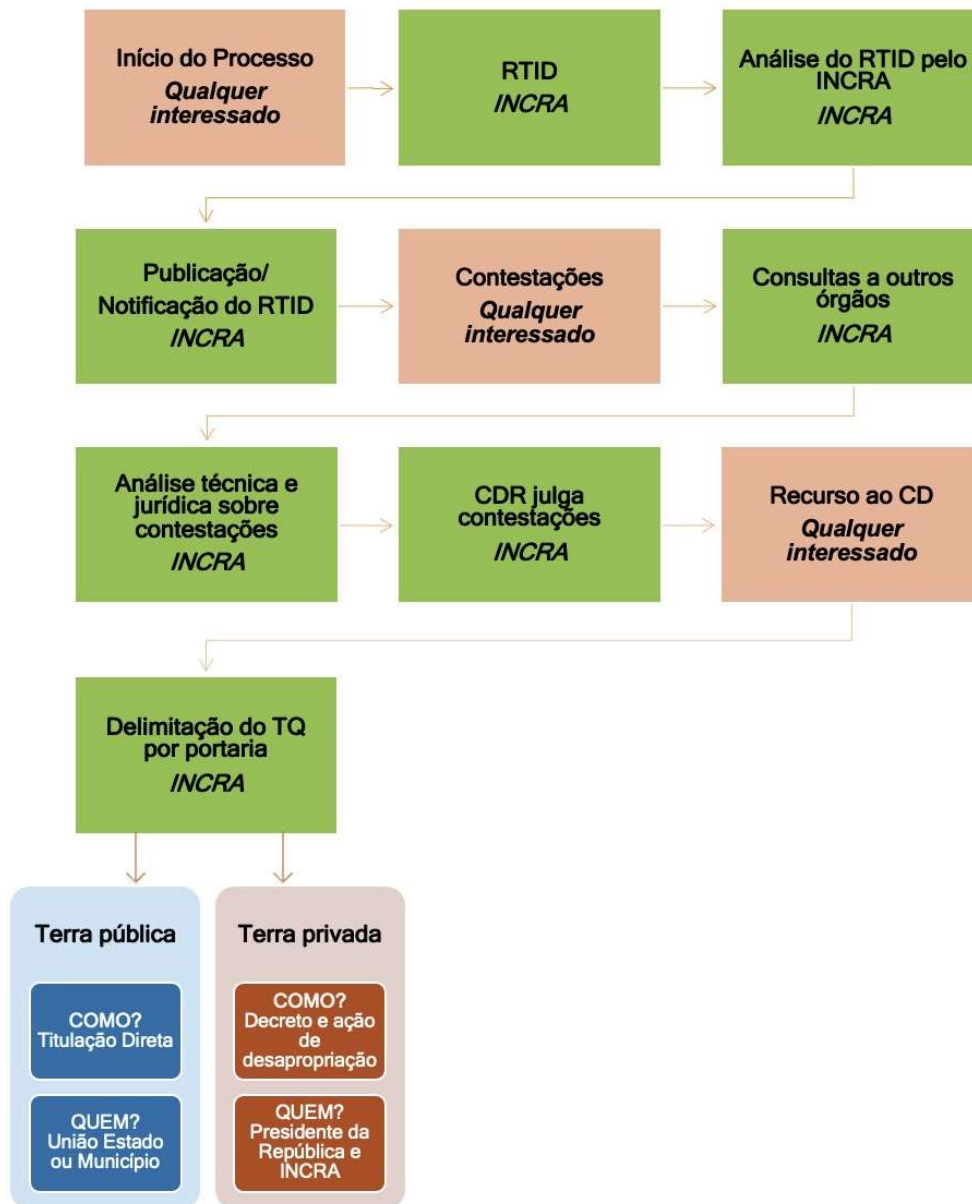 Início do Processo
Qualquer
interessado
RTID
INCRA
Análise do RTID pelo
INCRA
INCRA
Publicação/
Notificação do RTID
INCRA
Contestações
Qualquer
interessado
Consultas a outros
órgãos
INCRA
Análise técnica e
jurídica sobre
contestações
INCRA
CDR julga
contestações
INCRA
Recurso ao CD
Qualquer
interessado
Delimitação do TQ
por portaria
INCRA
Terra pública
COMO?
Titulação Direta
QUEM?
União Estado
ou Município
Terra privada
COMO?
Decreto e ação
de
desapropriação
QUEM?
Presidente da
República e
INCRA